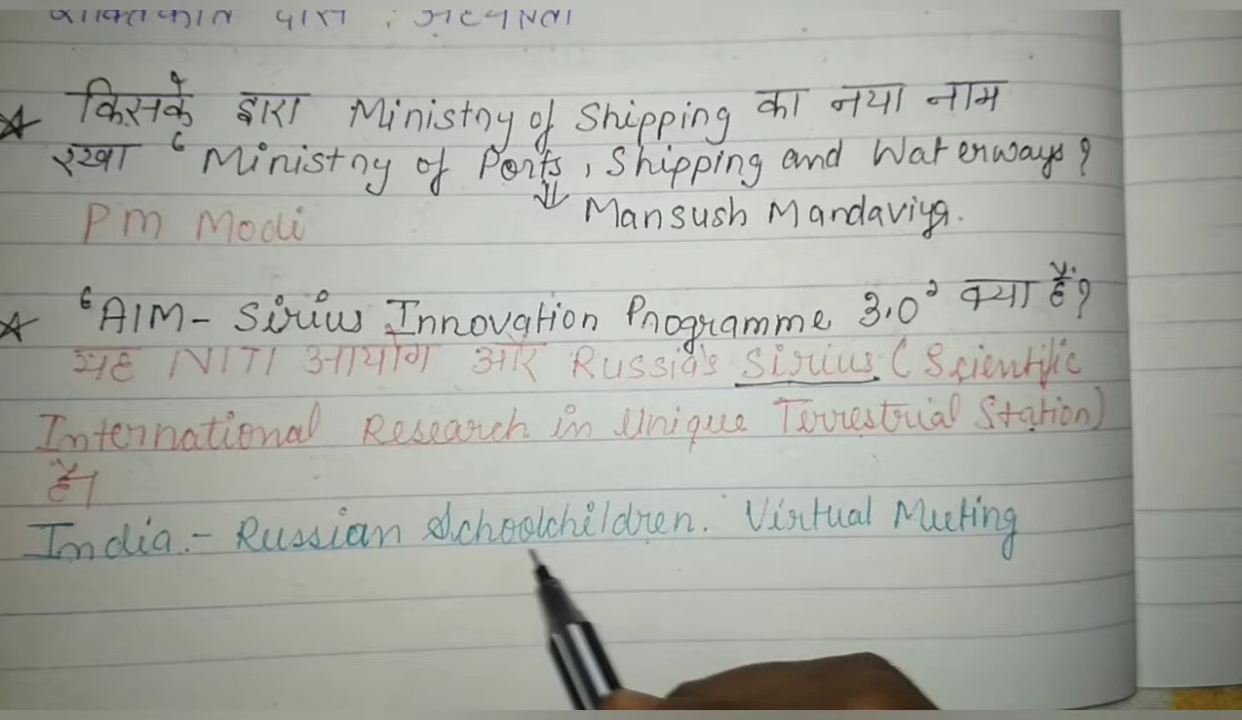 ★ किसके द्वारा Ministry of Shipping का नया नाम
रखा 'Ministry of Ports, Shipping and Waterways?
PM Modi ⇓ Mansush Mandaviya.
★ 'AIM - Sirius Innovation Programme 3.0' क्या है?
यह NITI आयोग और Russia's Sirius (Scientific
International Research in Unique Terrestrial Station)
है।
India - Russian Schoolchildren. Virtual Meeting